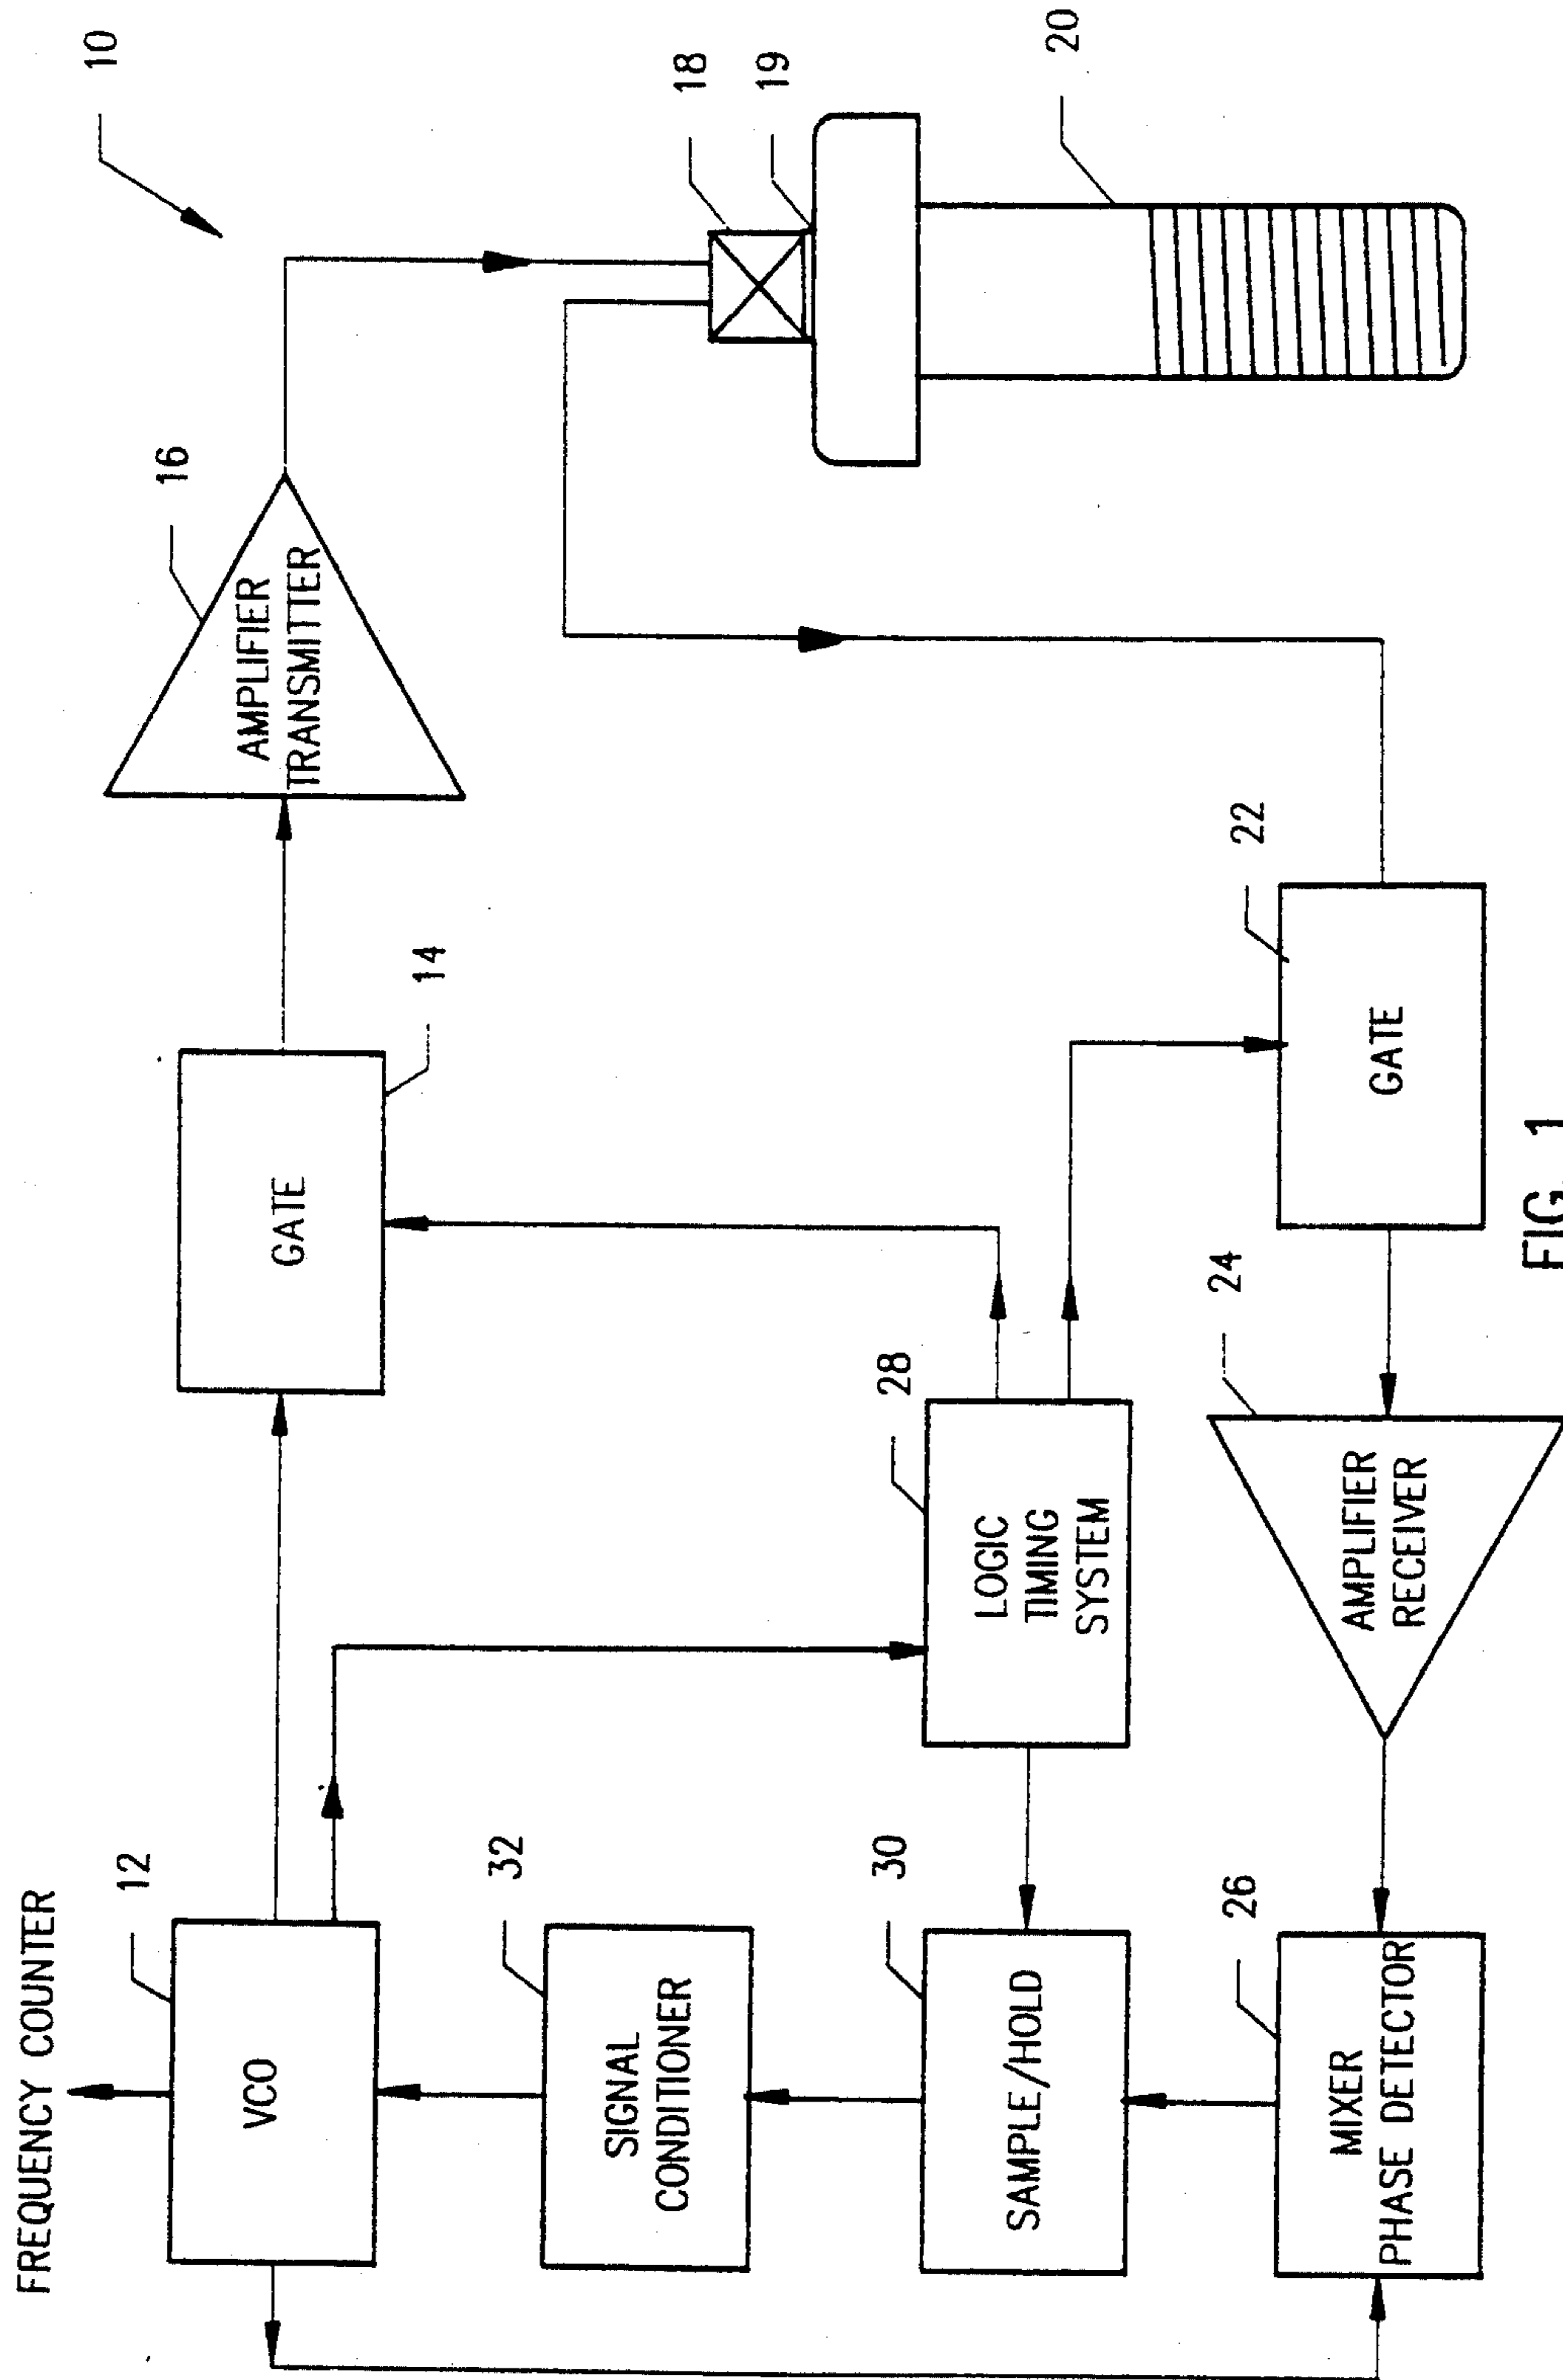 FREQUENCY COUNTER
12
VCO
14
GATE
16
AMPLIFIER
TRANSMITTER
10
18
19
20
32
SIGNAL
CONDITIONER
28
LOGIC
TIMING
SYSTEM
30
SAMPLE/HOLD
22
GATE
24
AMPLIFIER
RECEIVER
26
MIXER
PHASE DETECTOR
FIG. 1